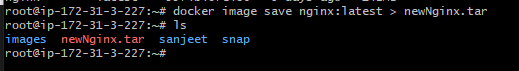 root@ip-172-31-3-227:~# docker image save nginx:latest > newNginx.tar
root@ip-172-31-3-227:~# ls
images newNginx.tar sanjeet snap
root@ip-172-31-3-227:~#